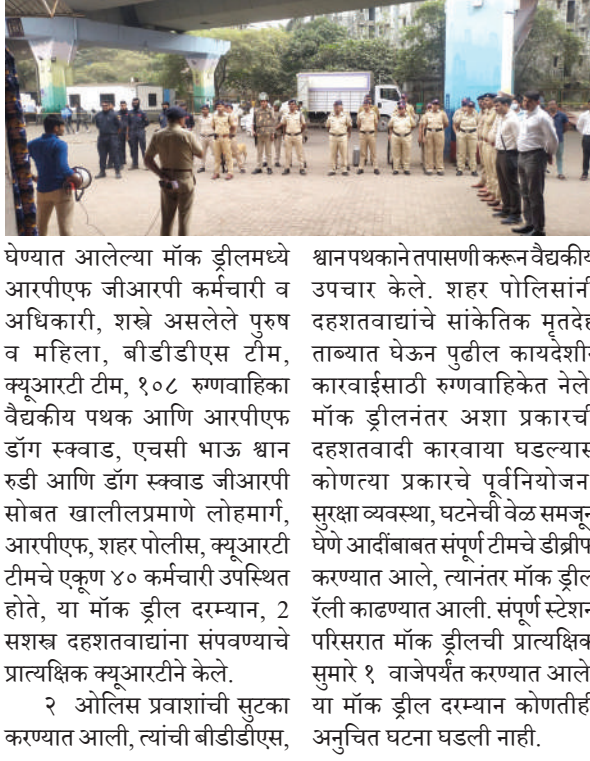 घेण्यात आलेल्या मॉक ड्रीलमध्ये
आरपीएफ जीआरपी कर्मचारी व
अधिकारी, शस्त्रे असलेले पुरुष
व महिला, बीडीडीएस टीम,
क्यूआरटी टीम, १०८ रुग्णवाहिका
वैद्यकीय पथक आणि आरपीएफ
डॉग स्क्वाड, एचसी भाऊ श्वान
रुडी आणि डॉग स्क्वाड जीआरपी
सोबत खालीलप्रमाणे लोहमार्ग,
आरपीएफ, शहर पोलीस, क्यूआरटी
टीमचे एकूण ४० कर्मचारी उपस्थित
होते, या मॉक ड्रील दरम्यान, 2
सशस्त्र दहशतवाद्यांना संपवण्याचे
प्रात्यक्षिक क्यूआरटीने केले.
२ ओलिस प्रवाशांची सुटका
करण्यात आली, त्यांची बीडीडीएस,
श्वानपथकाने तपासणी करून वैद्यकीय
उपचार केले. शहर पोलिसांनी
दहशतवाद्यांचे सांकेतिक मृतदेह
ताब्यात घेऊन पुढील
कारवाईसाठी रुग्णवाहिकेत नेले
मॉक ड्रीलनंतर अशा प्रकारची
दहशतवादी कारवाया घडल्यास
कोणत्या प्रकारचे पूर्वनियोजन
सुरक्षा व्यवस्था, घटनेची वेळ समजून
घेणे आदींबाबत संपूर्ण टीमचे डीब्रीफ
करण्यात आले, त्यानंतर मॉक ड्रील
रॅली काढण्यात आली. संपूर्ण स्टेशन
परिसरात मॉक ड्रीलची प्रात्यक्षिक
सुमारे १ वाजेपर्यंत करण्यात आले
या मॉक ड्रील दरम्यान कोणतीही
अनुचित घटना घडली नाही.